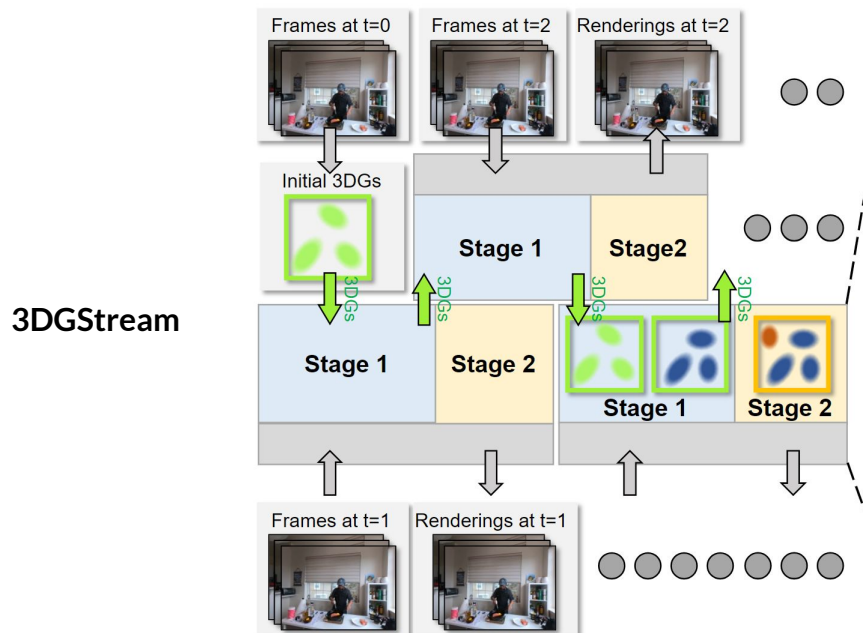 Frames at t=0
Frames at t=2
Renderings at t=2
Initial 3DGs
Stage 1
Stage2
3DGs
3DGs
3DGs
3DGs
3DGStream
Stage 1
Stage 2
Stage 1
Stage 2
Frames at t=1
Renderings at t=1